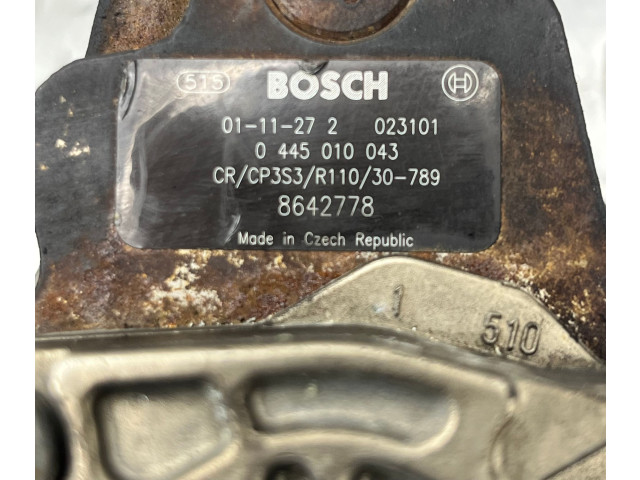 515 BOSCH
01-11-27 2 023101
0 445 010 043
CR/CP3S3/R110/30-789
8642778
Made in Czech Republic
1 510